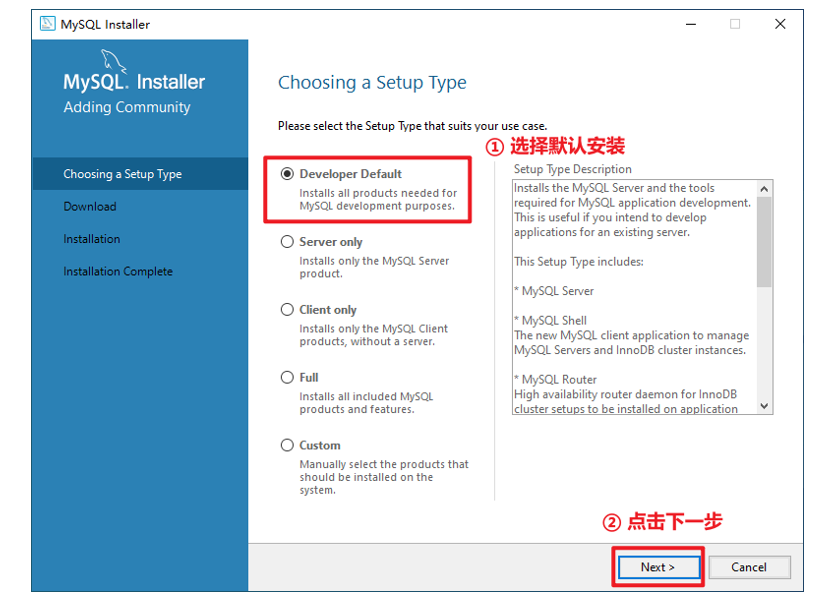 MySQL Installer
MySQL. Installer
Adding Community
Choosing a Setup Type
Download
Installation
Installation Complete
Choosing a Setup Type
Please select the Setup Type that suits your use case.
① 选择默认安装
Developer Default
Installs all products needed for
MySQL development purposes.
Server only
Installs only the MySQL Server
product.
Client only
Installs only the MySQL Client
products, without a server.
Full
Installs all included MySQL
products and features.
Custom
Manually select the products that
should be installed on the
system.
Setup Type Description
Installs the MySQL Server and the tools
required for MySQL application development.
This is useful if you intend to develop
applications for an existing server.
This Setup Type includes:
* MySQL Server
* MySQL Shell
The new MySQL client application to manage
MySQL Servers and InnoDB cluster instances.
* MySQL Router
High availability router daemon for InnoDB
cluster setups to be installed on application
② 点击下一步
Next >
Cancel